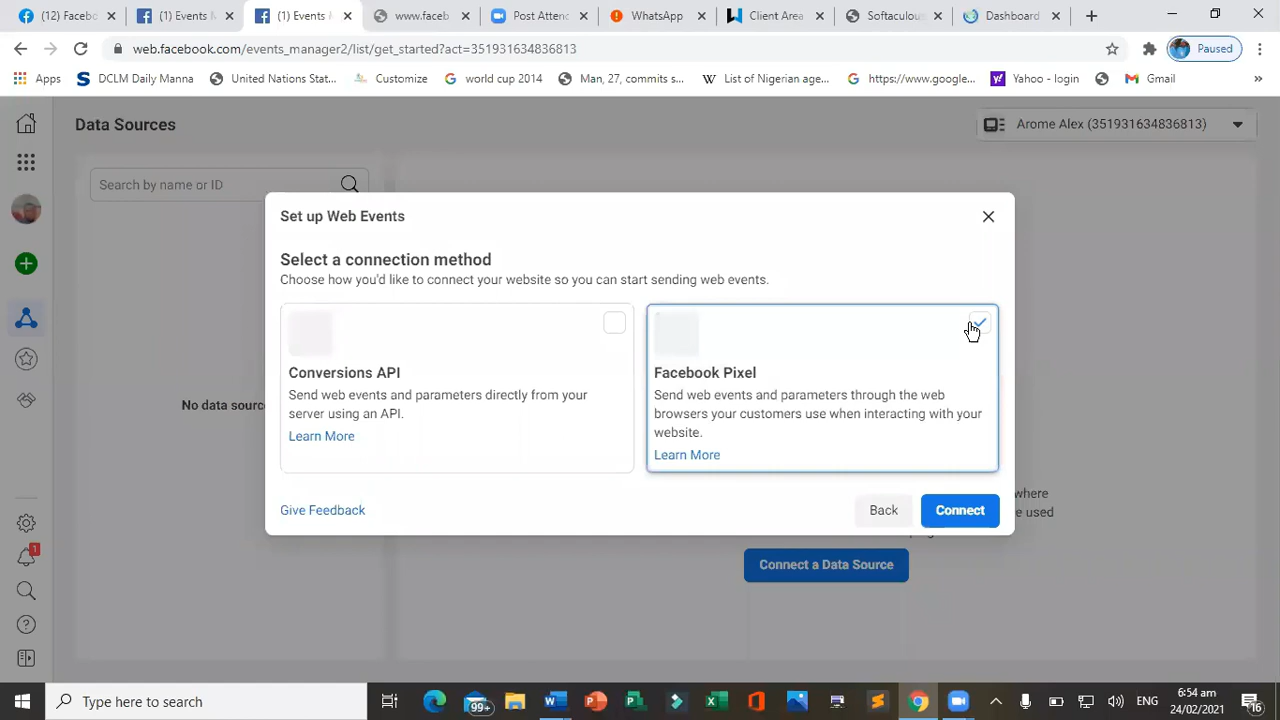 (12) Facebo
(1) Events M
(1) Events M
www.faceb
Post Attenc
WhatsApp
Client Area
Softaculous
Dashboard
web.facebook.com/events_manager2/list/get_started?act=351931634836813
Paused
Apps
DCLM Daily Manna
United Nations Stat...
Customize
world cup 2014
Man, 27, commits s...
List of Nigerian age...
https://www.google...
Yahoo - login
Gmail
»
Data Sources
Arome Alex (351931634836813)
Search by name or ID
Set up Web Events
Select a connection method
Choose how you'd like to connect your website so you can start sending web events.
Conversions API
Send web events and parameters directly from your
server using an API.
Learn More
Facebook Pixel
Send web events and parameters through the web
browsers your customers use when interacting with your
website.
Learn More
No data sourc
where
e used
Give Feedback
Back
Connect
Connect a Data Source
1
Type here to search
99+
ENG
6:54 am
24/02/2021
16